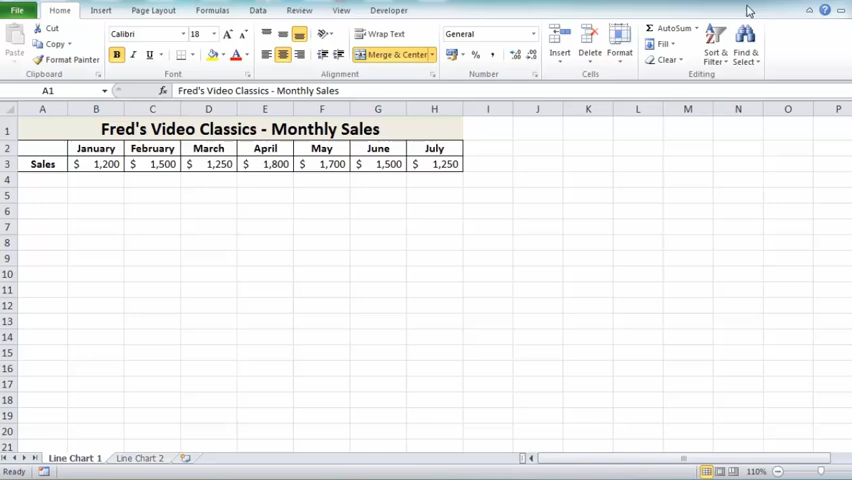 File Home Insert Page Layout Formulas Data Review View Developer
Cut Calibri 18 Wrap Text General AutoSum
Copy Fill
Paste Format Painter B I U Merge & Center $ % , Insert Delete Format Clear Sort & Filter Find & Select
Clipboard Font Alignment Number Cells Editing
A1 fx Fred's Video Classics - Monthly Sales
A B C D E F G H I J K L M N O P
1 Fred's Video Classics - Monthly Sales
2 January February March April May June July
3 Sales $ 1,200 $ 1,500 $ 1,250 $ 1,800 $ 1,700 $ 1,500 $ 1,250
4
5
6
7
8
9
10
11
12
13
14
15
16
17
18
19
20
21
Line Chart 1 Line Chart 2
Ready 110%